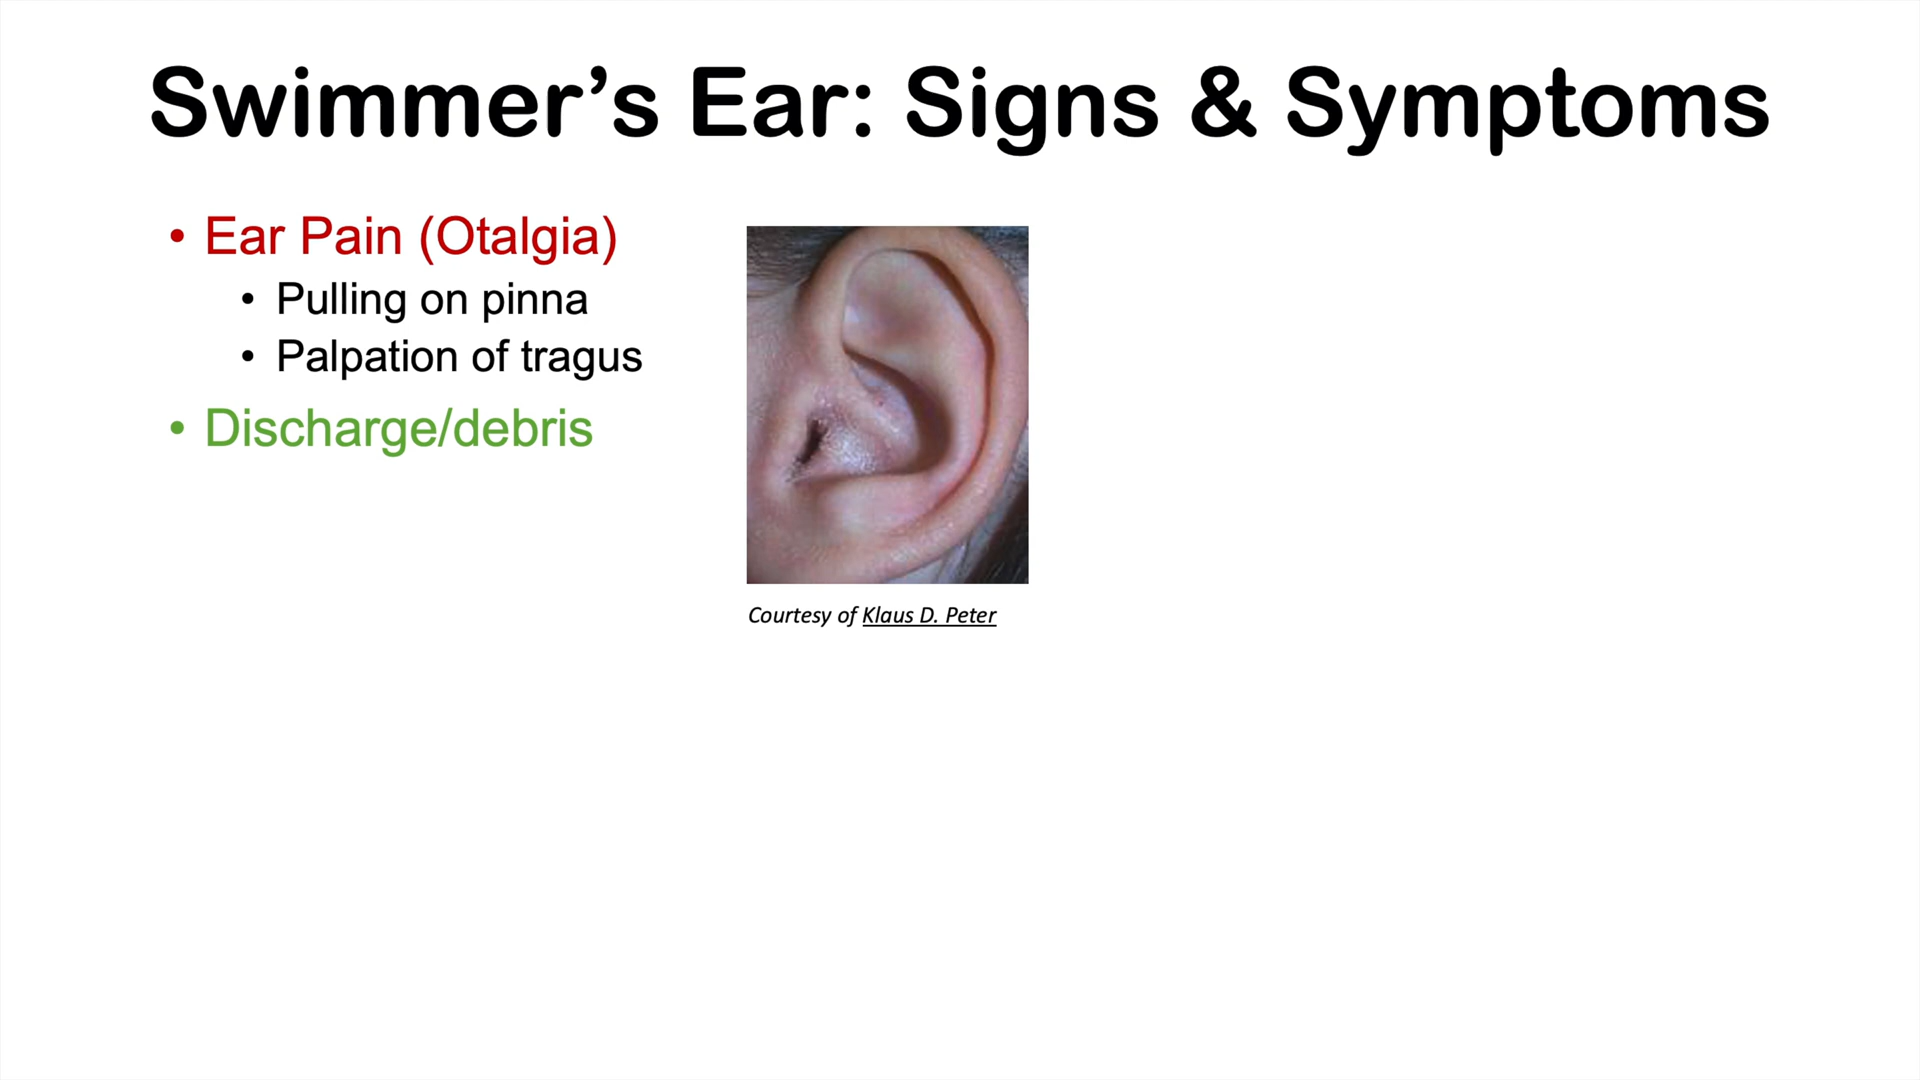 Swimmer’s Ear: Signs & Symptoms
• Ear Pain (Otalgia)
• Pulling on pinna
• Palpation of tragus
• Discharge/debris
Courtesy of Klaus D. Peter